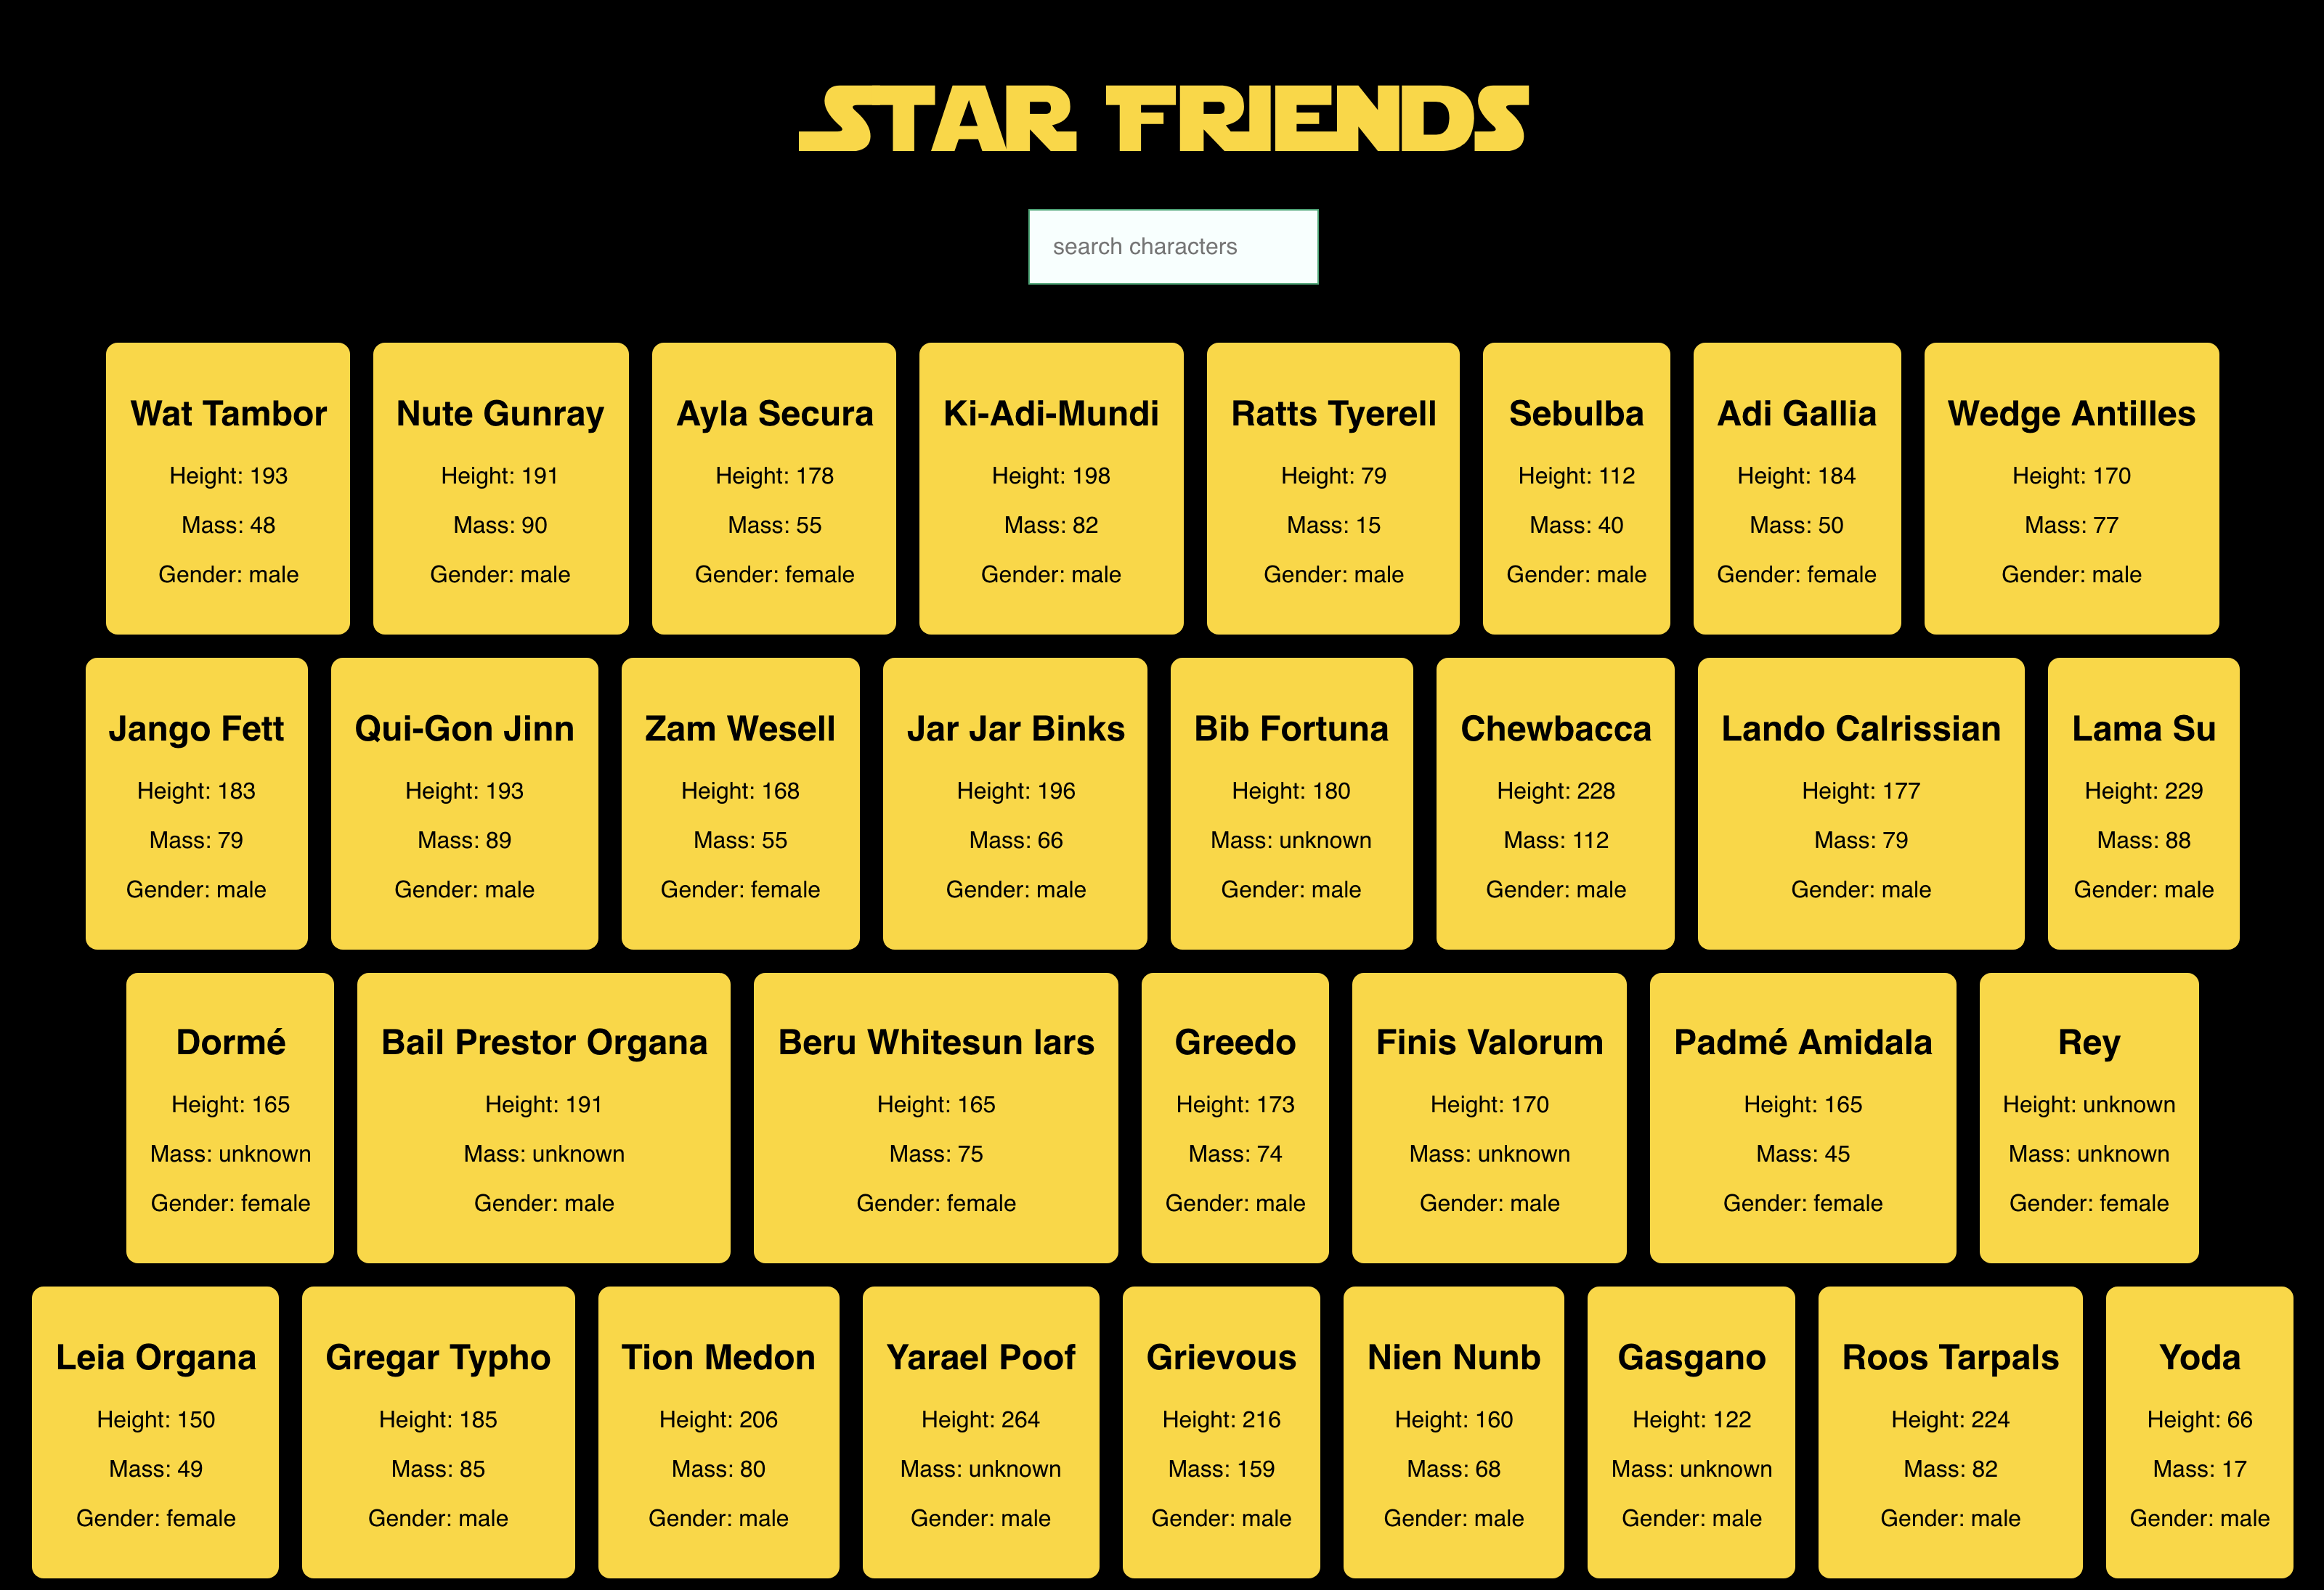 STAR FRIENDS
search characters
Wat Tambor
Height: 193
Mass: 48
Gender: male
Nute Gunray
Height: 191
Mass: 90
Gender: male
Ayla Secura
Height: 178
Mass: 55
Gender: female
Ki-Adi-Mundi
Height: 198
Mass: 82
Gender: male
Ratts Tyerell
Height: 79
Mass: 15
Gender: male
Sebulba
Height: 112
Mass: 40
Gender: male
Adi Gallia
Height: 184
Mass: 50
Gender: female
Wedge Antilles
Height: 170
Mass: 77
Gender: male
Jango Fett
Height: 183
Mass: 79
Gender: male
Qui-Gon Jinn
Height: 193
Mass: 89
Gender: male
Zam Wesell
Height: 168
Mass: 55
Gender: female
Jar Jar Binks
Height: 196
Mass: 66
Gender: male
Bib Fortuna
Height: 180
Mass: unknown
Gender: male
Chewbacca
Height: 228
Mass: 112
Gender: male
Lando Calrissian
Height: 177
Mass: 79
Gender: male
Lama Su
Height: 229
Mass: 88
Gender: male
Dormé
Height: 165
Mass: unknown
Gender: female
Bail Prestor Organa
Height: 191
Mass: unknown
Gender: male
Beru Whitesun lars
Height: 165
Mass: 75
Gender: female
Greedo
Height: 173
Mass: 74
Gender: male
Finis Valorum
Height: 170
Mass: unknown
Gender: male
Padmé Amidala
Height: 165
Mass: 45
Gender: female
Rey
Height: unknown
Mass: unknown
Gender: female
Leia Organa
Height: 150
Mass: 49
Gender: female
Gregar Typho
Height: 185
Mass: 85
Gender: male
Tion Medon
Height: 206
Mass: 80
Gender: male
Yarael Poof
Height: 264
Mass: unknown
Gender: male
Grievous
Height: 216
Mass: 159
Gender: male
Nien Nunb
Height: 160
Mass: 68
Gender: male
Gasgano
Height: 122
Mass: unknown
Gender: male
Roos Tarpals
Height: 224
Mass: 82
Gender: male
Yoda
Height: 66
Mass: 17
Gender: male